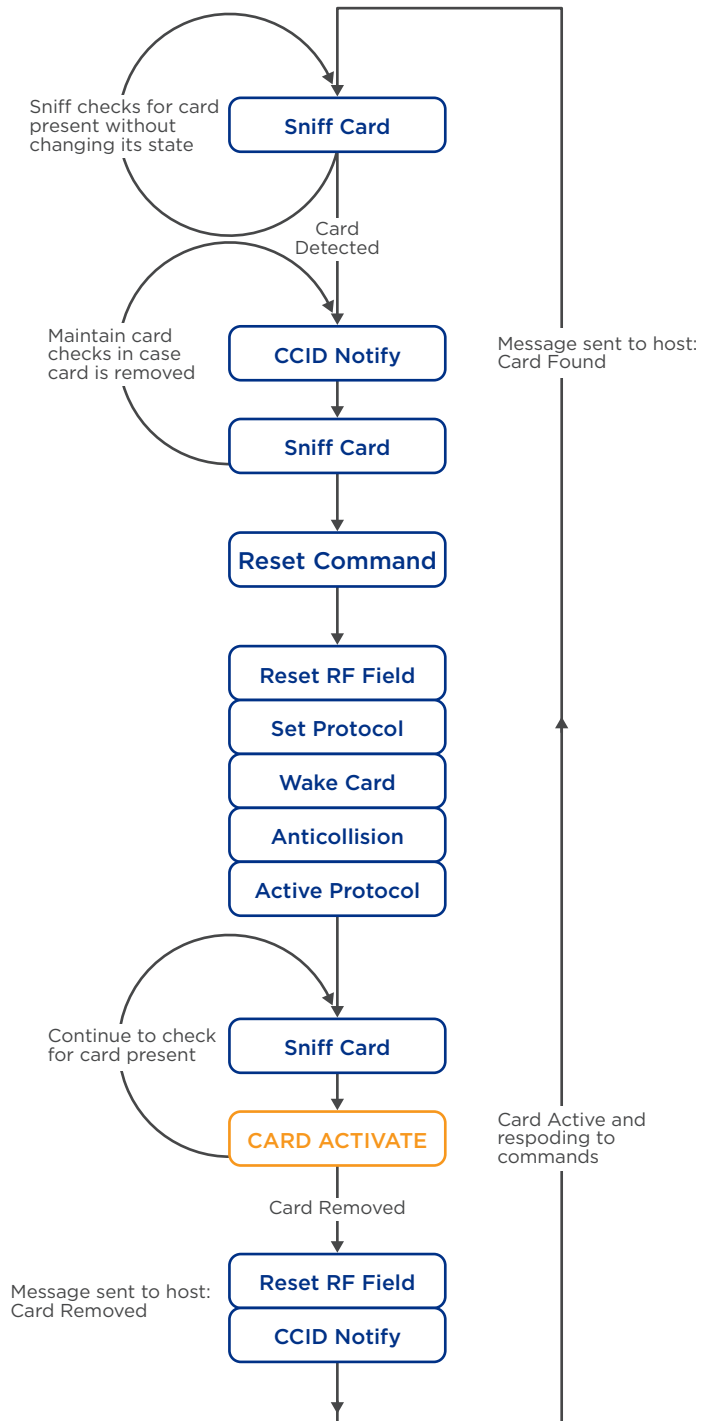 Sniff checks for card
present without
changing its state
Sniff Card
Card
Detected
Maintain card
checks in case
card is removed
CCID Notify
Message sent to host:
Card Found
Sniff Card
Reset Command
Reset RF Field
Set Protocol
Wake Card
Anticollision
Active Protocol
Continue to check
for card present
Sniff Card
CARD ACTIVATE
Card Active and
respoding to
commands
Card Removed
Message sent to host:
Card Removed
Reset RF Field
CCID Notify